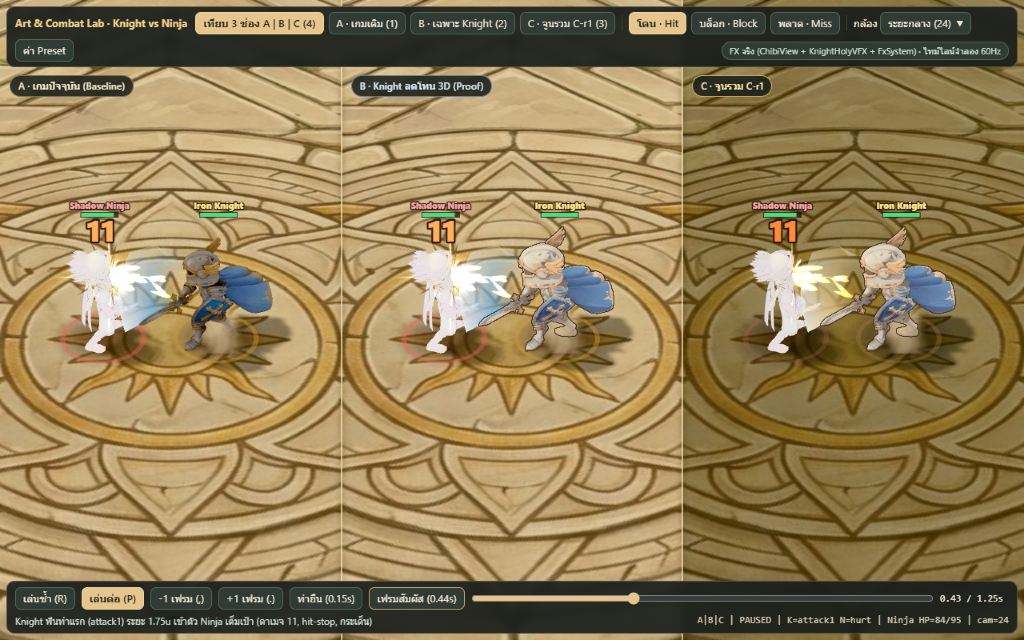 Art & Combat Lab · Knight vs Ninja
เทียบ 3 ช่อง A | B | C (4)
A · เกมเดิม (1)
B · เฉพาะ Knight (2)
C · จูนรวม C-r1 (3)
โดน · Hit
บล็อก · Block
พลาด · Miss
กล้อง
ระยะกลาง (24) ▼
ค่า Preset
FX จริง (ChibiView + KnightHolyVFX + FxSystem) · ไทม์ไลน์จำลอง 60Hz
A · เกมปัจจุบัน (Baseline)
B · Knight ลดโทน 3D (Proof)
C · จูนรวม C-r1
Shadow Ninja
Iron Knight
11
Shadow Ninja
Iron Knight
11
Shadow Ninja
Iron Knight
11
เล่นซ้ำ (R)
เล่นต่อ (P)
-1 เฟรม (,)
+1 เฟรม (.)
ท่ายืน (0.15s)
เฟรมสัมผัส (0.44s)
0.43 / 1.25s
Knight ฟันท่าแรก (attack1) ระยะ 1.75u เข้าตัว Ninja เต็มเป้า (ดาเมจ 11, hit-stop, กระเด็น)
A|B|C | PAUSED | K=attack1 N=hurt | Ninja HP=84/95 | cam=24